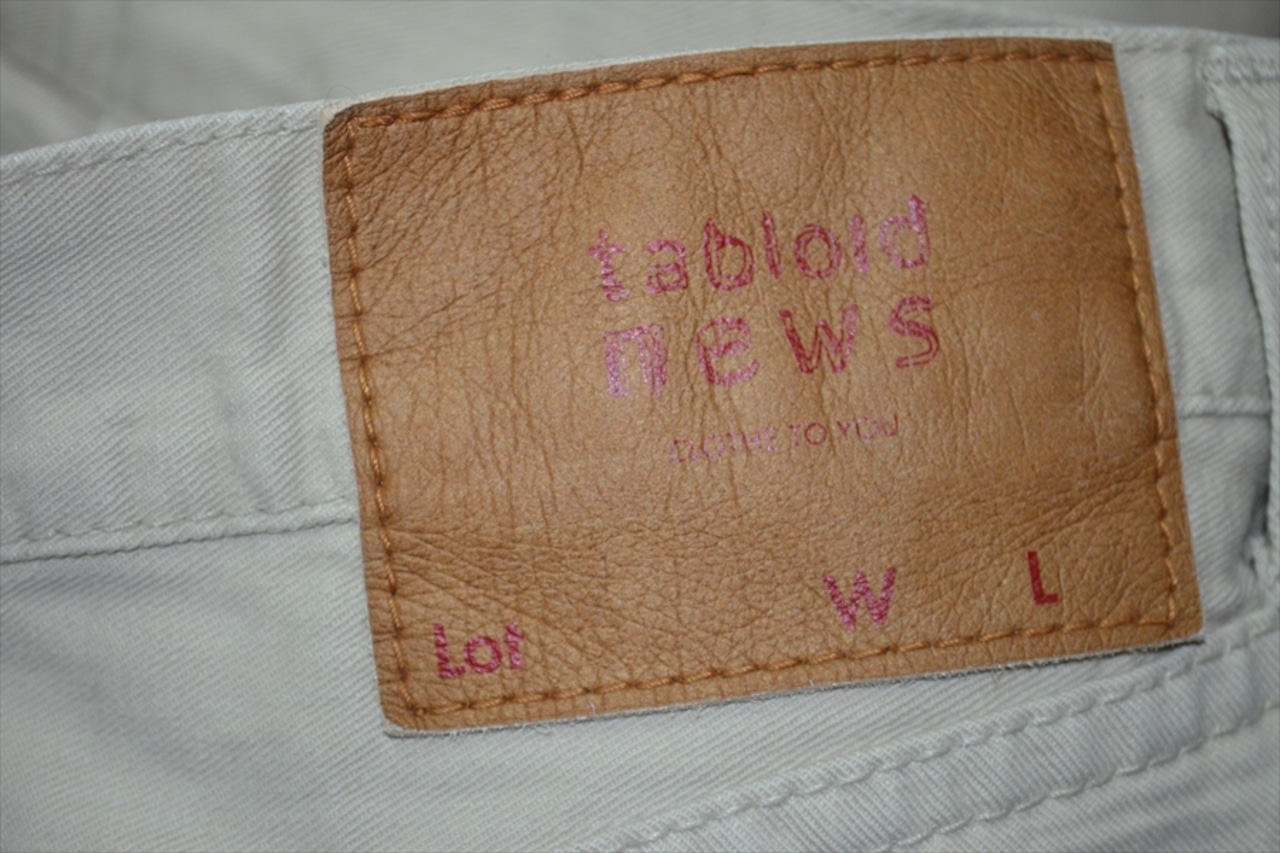 tabloid
news
CLOTHE TO YOU
Lot W L